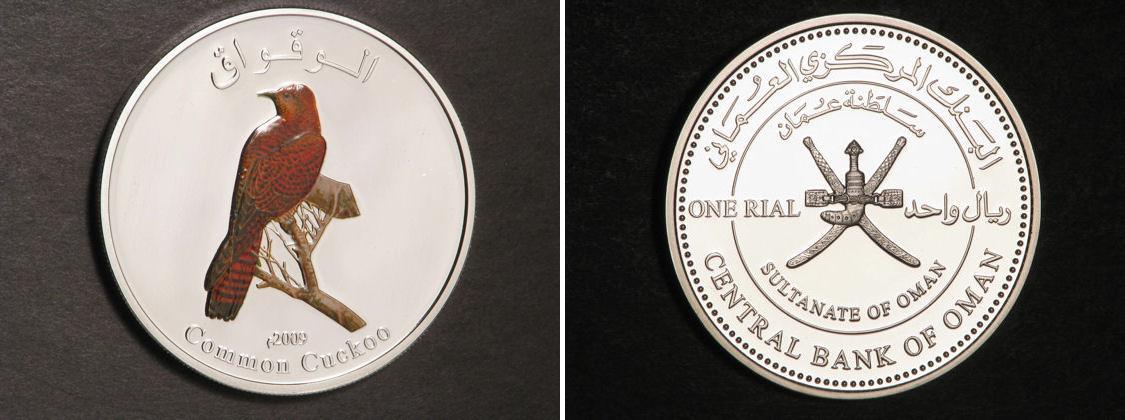 الوقواق
2009م
Common Cuckoo
البنك المركزي العماني
سلطنة عمان
ONE RIAL ريال واحد
SULTANATE OF OMAN
CENTRAL BANK OF OMAN